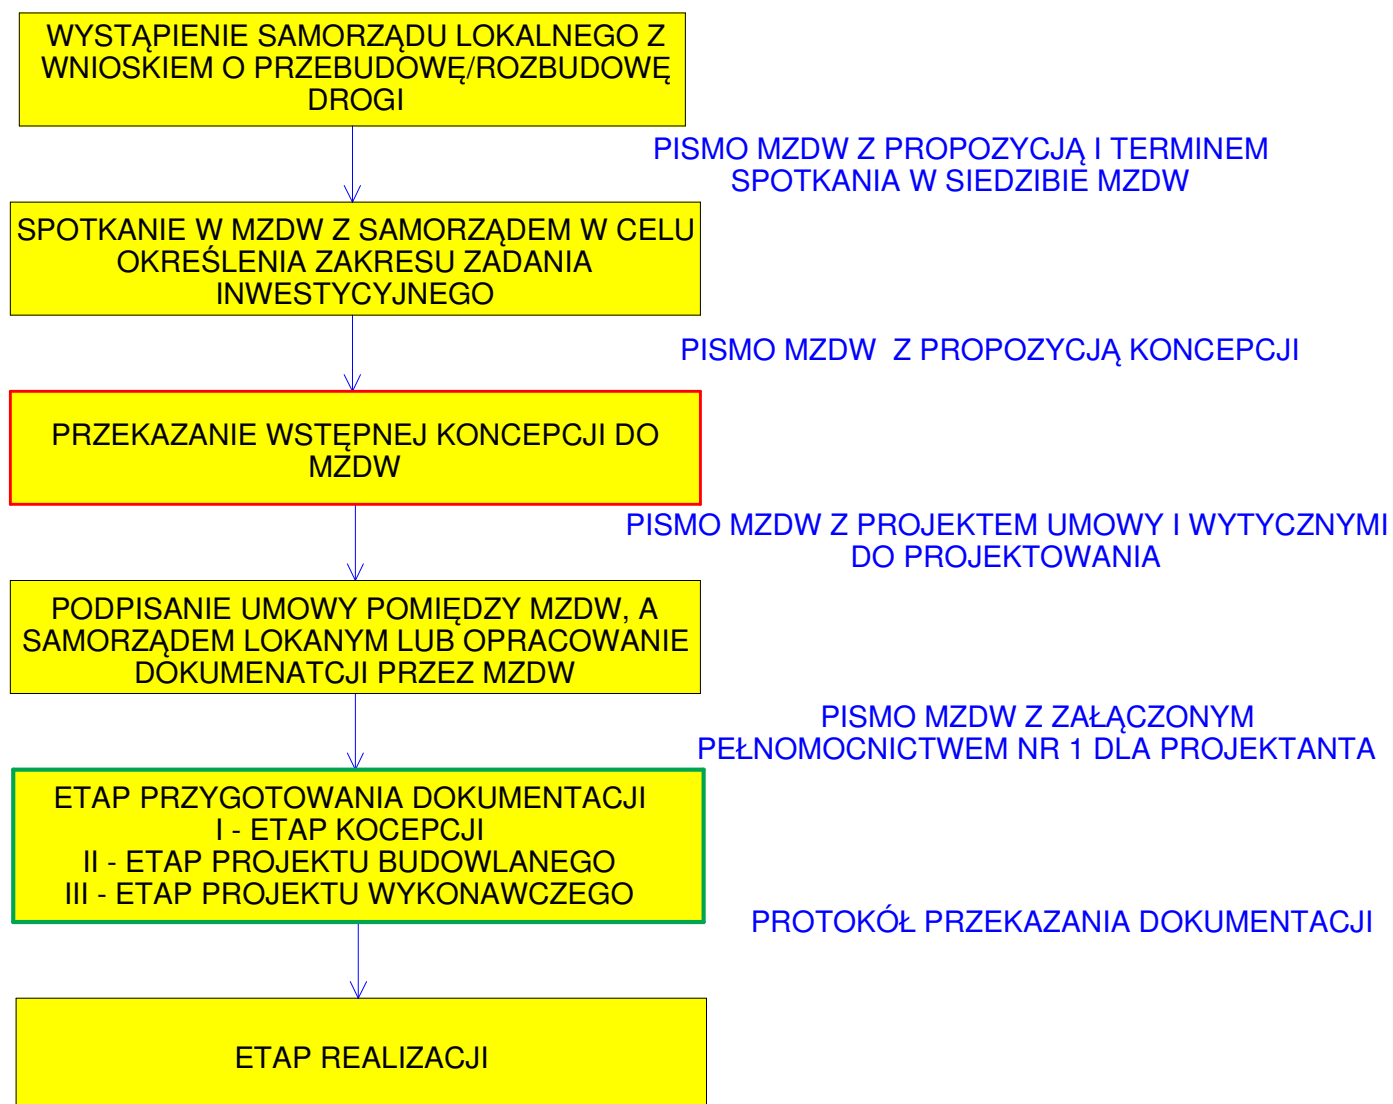 WYSTĄPIENIE SAMORZĄDU LOKALNEGO Z
WNIOSKIEM O PRZEBUDOWĘ/ROZBUDOWĘ
DROGI
PISMO MZDW Z PROPOZYCJĄ I TERMINEM
SPOTKANIA W SIEDZIBIE MZDW
SPOTKANIE W MZDW Z SAMORZĄDEM W CELU
OKREŚLENIA ZAKRESU ZADANIA
INWESTYCYJNEGO
PISMO MZDW Z PROPOZYCJĄ KONCEPCJI
PRZEKAZANIE WSTĘPNEJ KONCEPCJI DO
MZDW
PISMO MZDW Z PROJEKTEM UMOWY I WYTYCZNYMI
DO PROJEKTOWANIA
PODPISANIE UMOWY POMIĘDZY MZDW, A
SAMORZĄDEM LOKANYM LUB OPRACOWANIE
DOKUMENATCJI PRZEZ MZDW
PISMO MZDW Z ZAŁĄCZONYM
PEŁNOMOCNICTWEM NR 1 DLA PROJEKTANTA
ETAP PRZYGOTOWANIA DOKUMENTACJI
I - ETAP KOCEPCJI
II - ETAP PROJEKTU BUDOWLANEGO
III - ETAP PROJEKTU WYKONAWCZEGO
PROTOKÓŁ PRZEKAZANIA DOKUMENTACJI
ETAP REALIZACJI